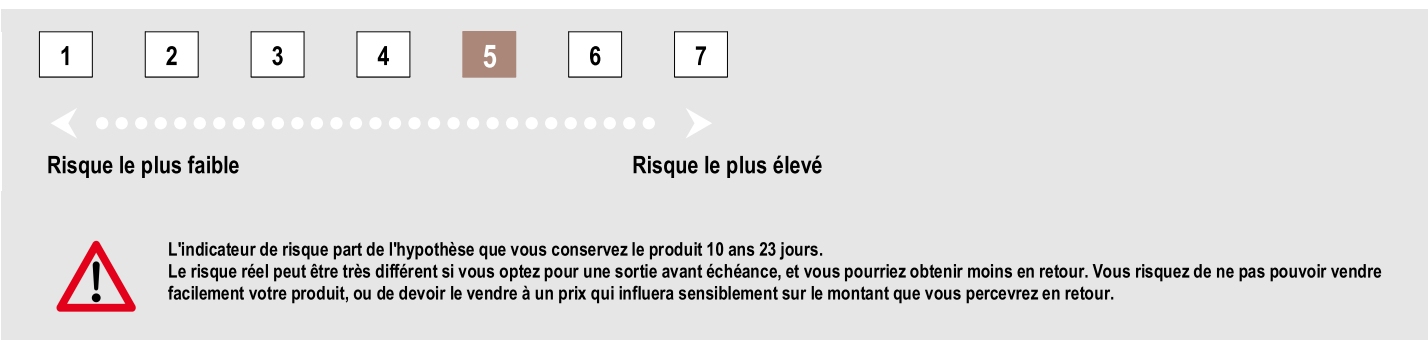 1 2 3 4 5 6 7
Risque le plus faible Risque le plus élevé
L'indicateur de risque part de l'hypothèse que vous conservez le produit 10 ans 23 jours.
Le risque réel peut être très différent si vous optez pour une sortie avant échéance, et vous pourriez obtenir moins en retour. Vous risquez de ne pas pouvoir vendre
facilement votre produit, ou de devoir le vendre à un prix qui influera sensiblement sur le montant que vous percevrez en retour.